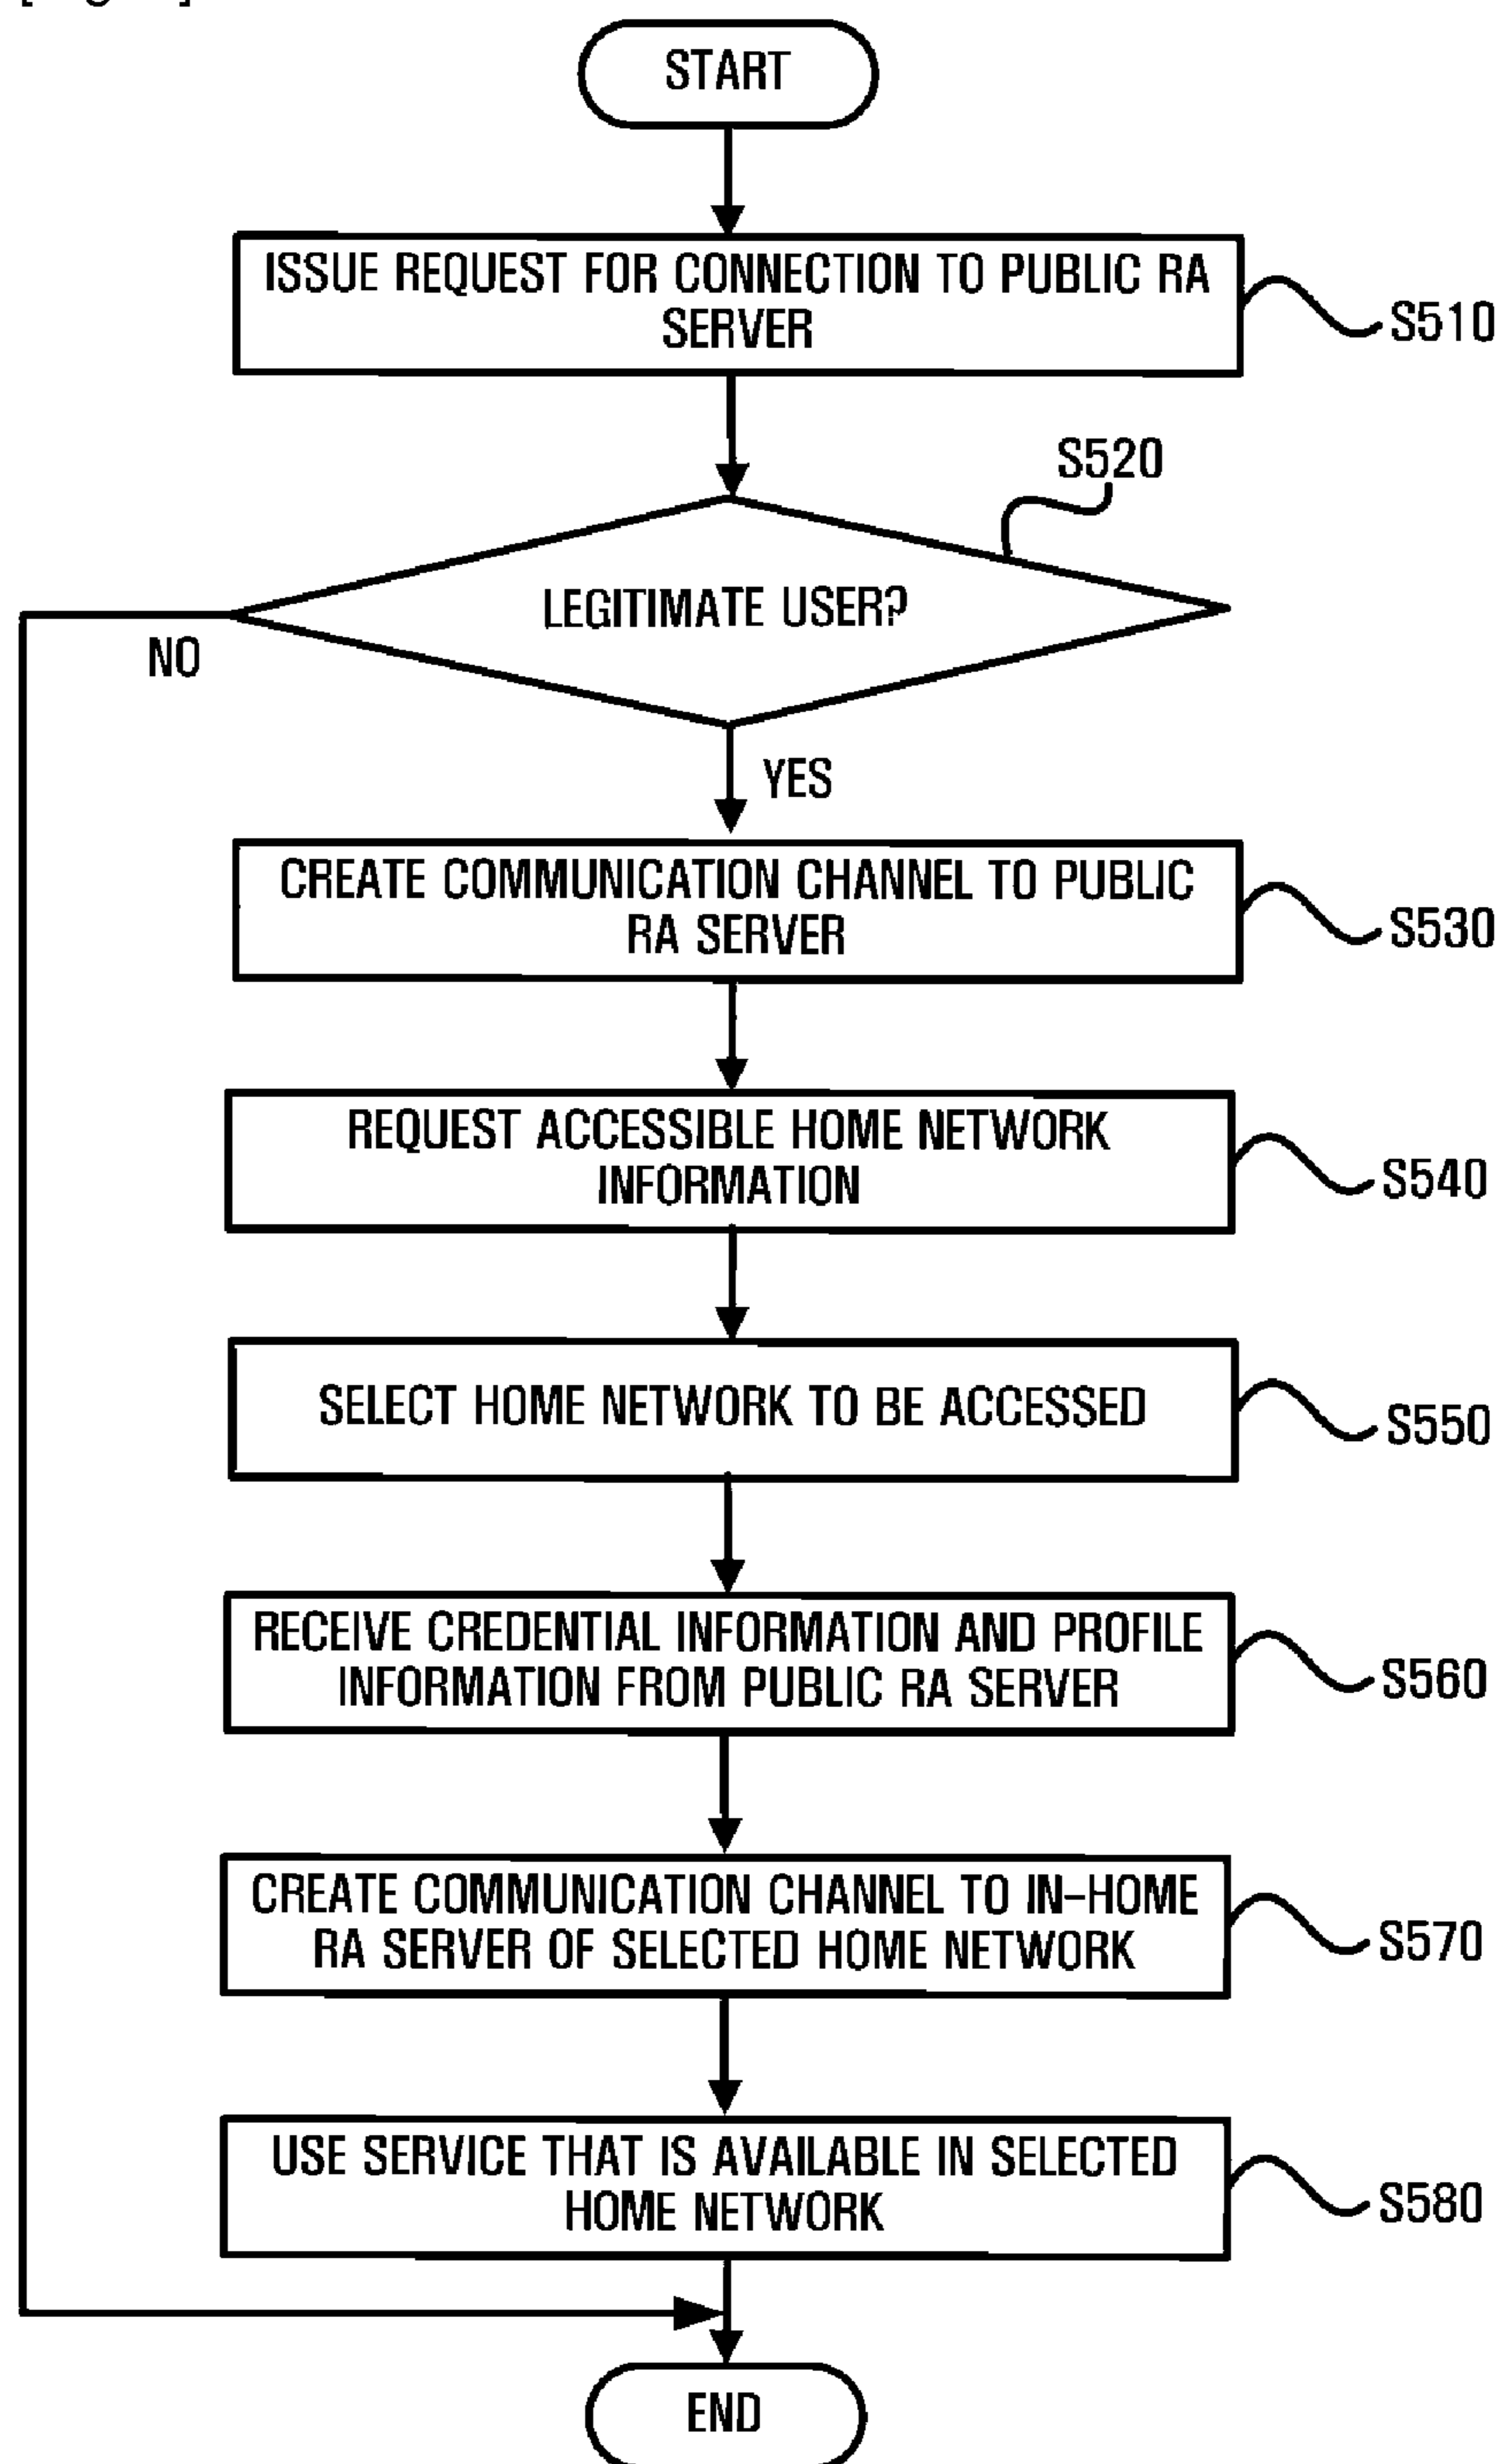 START
ISSUE REQUEST FOR CONNECTION TO PUBLIC RA
SERVER
S510
S520
LEGITIMATE USER?
NO
YES
CREATE COMMUNICATION CHANNEL TO PUBLIC
RA SERVER
S530
REQUEST ACCESSIBLE HOME NETWORK
INFORMATION
S540
SELECT HOME NETWORK TO BE ACCESSED
S550
RECEIVE CREDENTIAL INFORMATION AND PROFILE
INFORMATION FROM PUBLIC RA SERVER
S560
CREATE COMMUNICATION CHANNEL TO IN-HOME
RA SERVER OF SELECTED HOME NETWORK
S570
USE SERVICE THAT IS AVAILABLE IN SELECTED
HOME NETWORK
S580
END